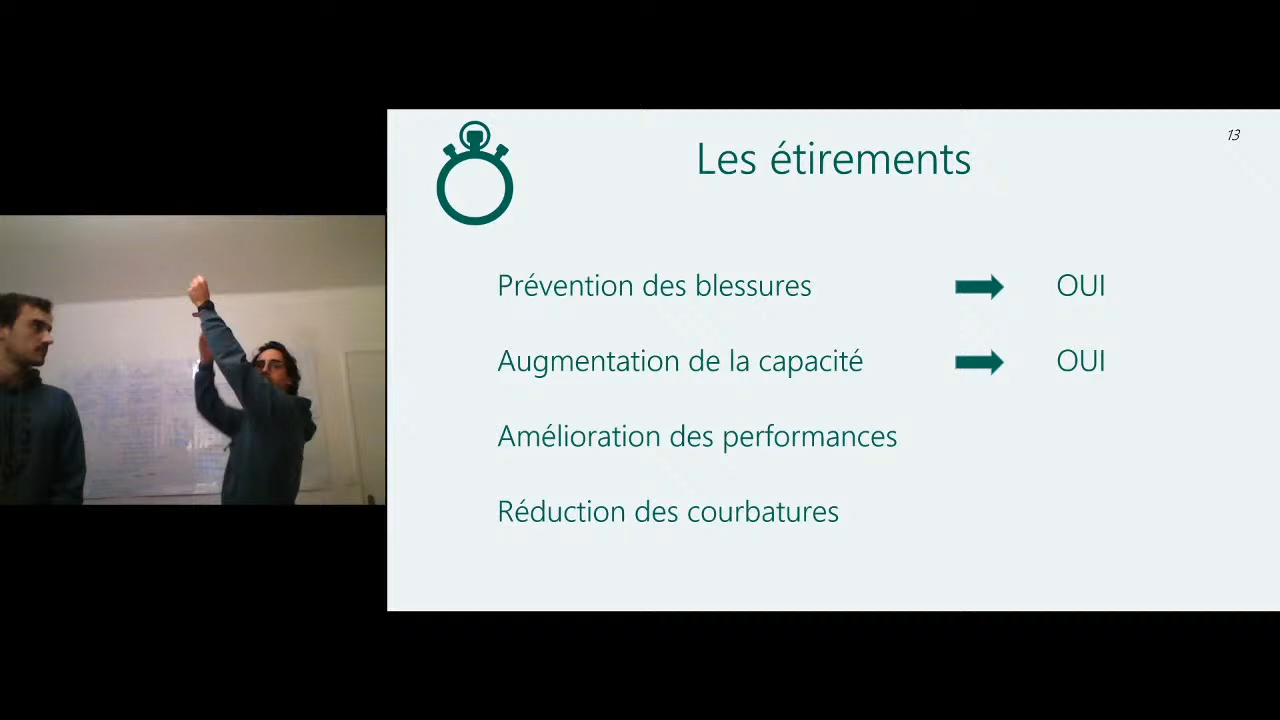 13
Les étirements
Prévention des blessures OUI
Augmentation de la capacité OUI
Amélioration des performances
Réduction des courbatures